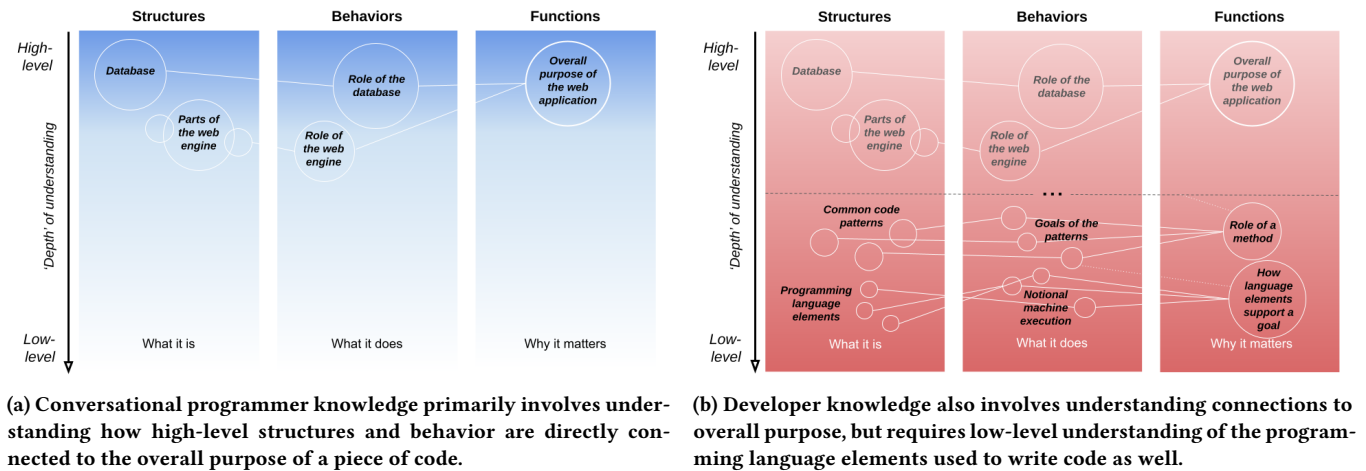 Structures
Behaviors
Functions
High-
level
'Depth' of understanding
Low-
level
Database
Parts of
the web
engine
Role of the
database
Role of
the web
engine
Overall
purpose of
the web
application
What it is
What it does
Why it matters
(a) Conversational programmer knowledge primarily involves under-
standing how high-level structures and behavior are directly con-
nected to the overall purpose of a piece of code.
Structures
Behaviors
Functions
High-
level
'Depth' of understanding
Low-
level
Database
Parts of
the web
engine
Role of the
database
Role of
the web
engine
Overall
purpose of
the web
application
...
Common code
patterns
Goals of the
patterns
Role of a
method
Programming
language
elements
Notional
machine
execution
How
language
elements
support a
goal
What it is
What it does
Why it matters
(b) Developer knowledge also involves understanding connections to
overall purpose, but requires low-level understanding of the program-
ming language elements used to write code as well.